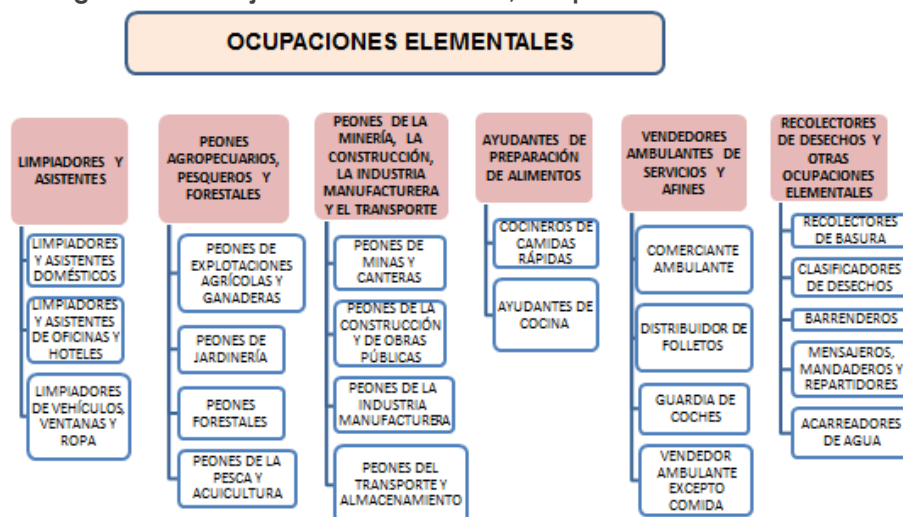 OCUPACIONES ELEMENTALES
LIMPIADORES Y
ASISTENTES
LIMPIADORES
Y ASISTENTES
DOMÉSTICOS
LIMPIADORES
Y ASISTENTES
DE OFICINAS Y
HOTELES
LIMPIADORES
DE VEHÍCULOS,
VENTANAS Y
ROPA
PEONES
AGROPECUARIOS,
PESQUEROS Y
FORESTALES
PEONES DE
EXPLOTACIONES
AGRÍCOLAS Y
GANADERAS
PEONES DE
JARDINERÍA
PEONES
FORESTALES
PEONES DE LA
PESCA Y
ACUICULTURA
PEONES DE LA
MINERÍA, LA
CONSTRUCCIÓN,
LA INDUSTRIA
MANUFACTURERA
Y EL TRANSPORTE
PEONES DE
MINAS Y
CANTERAS
PEONES DE LA
CONSTRUCCIÓN
Y DE OBRAS
PÚBLICAS
PEONES DE LA
INDUSTRIA
MANUFACTURERA
PEONES DEL
TRANSPORTE Y
ALMACENAMIENTO
AYUDANTES DE
PREPARACIÓN
DE ALIMENTOS
COCINEROS DE
CAMIDAS
RÁPIDAS
AYUDANTES DE
COCINA
VENDEDORES
AMBULANTES DE
SERVICIOS Y
AFINES
COMERCIANTE
AMBULANTE
DISTRIBUIDOR DE
FOLLETOS
GUARDIA DE
COCHES
VENDEDOR
AMBULANTE
EXCEPTO
COMIDA
RECOLECTORES
DE DESECHOS Y
OTRAS
OCUPACIONES
ELEMENTALES
RECOLECTORES
DE BASURA
CLASIFICADORES
DE DESECHOS
BARRENDEROS
MENSAJEROS,
MANDADEROS Y
REPARTIDORES
ACARREADORES
DE AGUA